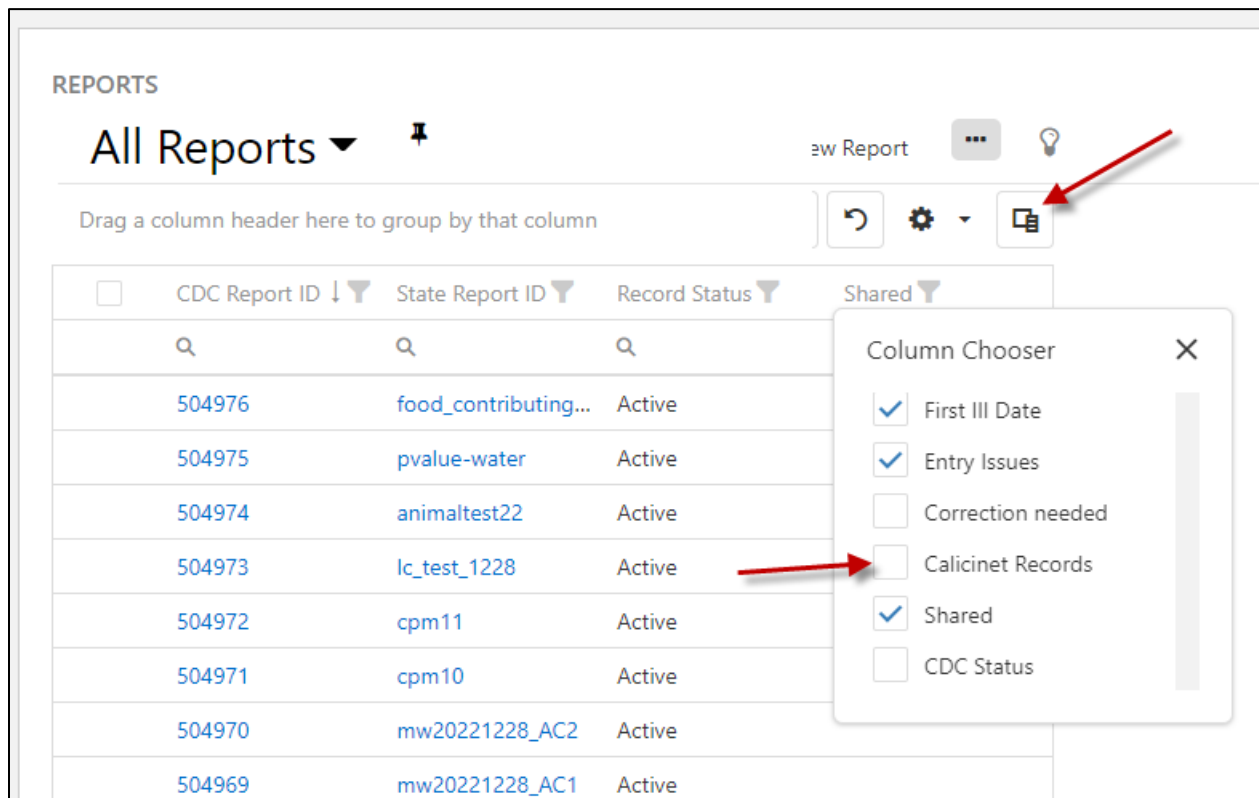 REPORTS
All Reports
ew Report
Drag a column header here to group by that column
CDC Report ID State Report ID Record Status Shared
504976 food_contributing... Active
504975 pvalue-water Active
504974 animaltest22 Active
504973 lc_test_1228 Active
504972 cpm11 Active
504971 cpm10 Active
504970 mw20221228_AC2 Active
504969 mw20221228_AC1 Active
Column Chooser
First Ill Date
Entry Issues
Correction needed
Calicinet Records
Shared
CDC Status